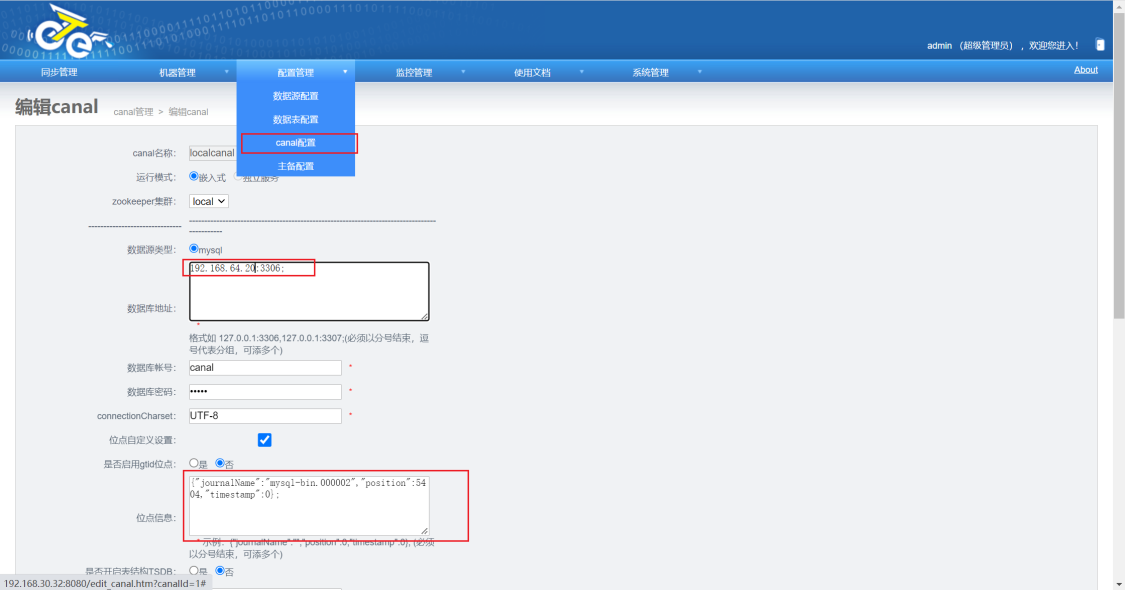 admin (超级管理员) ，欢迎您进入！
同步管理 机器管理 配置管理 监控管理 使用文档 系统管理 About
数据源配置
数据表配置
canal配置
主备配置
编辑canal canal管理 > 编辑canal
canal名称: localcanal
运行模式: 嵌入式 独立服务
zookeeper集群: local
数据源类型: mysql
192.168.64.20:3306;
数据库地址:
*
格式如 127.0.0.1:3306,127.0.0.1:3307;(必须以分号结束，逗
号代表分组，可添多个)
数据库帐号: canal *
数据库密码: ••••• *
connectionCharset: UTF-8 *
位点自定义设置:
是否启用gtid位点: 是 否
{"journalName":"mysql-bin.000002","position":54
04,"timestamp":0};
位点信息:
* 示例：{"journalName":"","position":0,"timestamp":0}; (必须
以分号结束，可添多个)
是否开启表结构TSDB: 是 否
192.168.30.32:8080/edit_canal.htm?canalId=1#